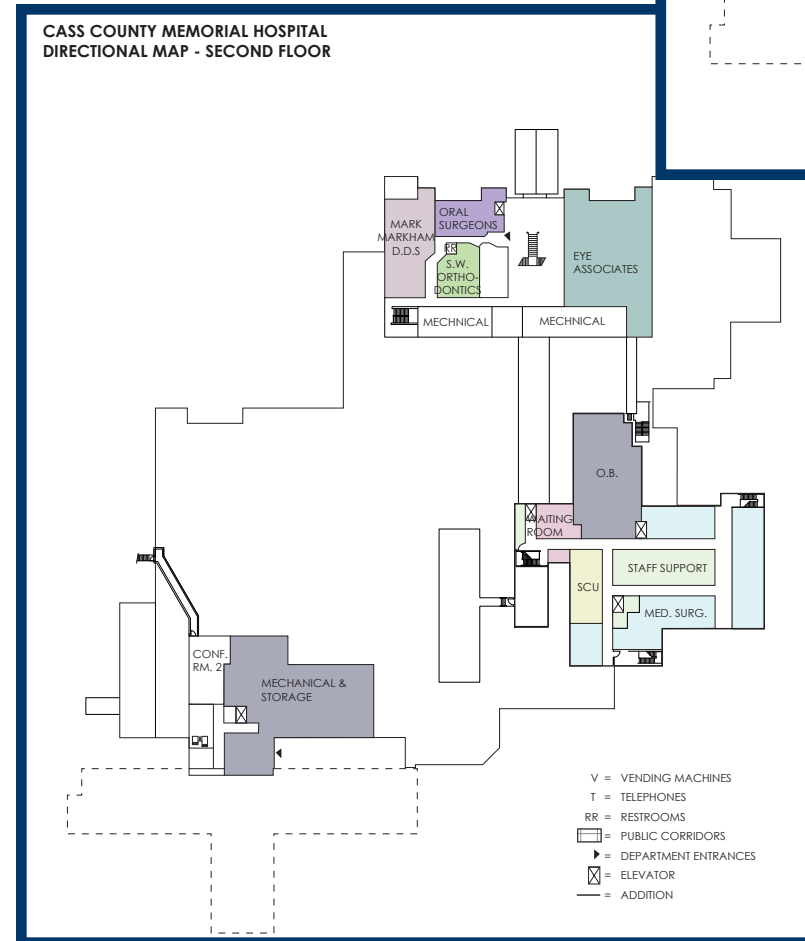 CASS COUNTY MEMORIAL HOSPITAL
DIRECTIONAL MAP - SECOND FLOOR
ORAL
SURGEONS
MARK
MARKHAM
D.D.S
RR
S.W.
ORTHO-
DONTICS
EYE
ASSOCIATES
MECHNICAL
MECHNICAL
O.B.
WAITING
ROOM
STAFF SUPPORT
SCU
MED. SURG.
CONF.
RM. 2
MECHANICAL &
STORAGE
V = VENDING MACHINES
T = TELEPHONES
RR = RESTROOMS
= PUBLIC CORRIDORS
= DEPARTMENT ENTRANCES
= ELEVATOR
= ADDITION